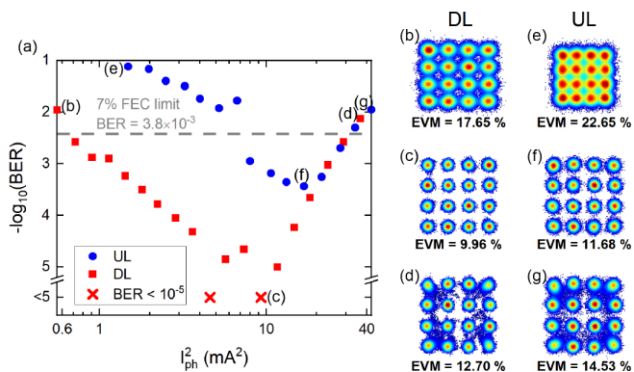 (a)
-log10(BER)
1
2
3
4
5
<5
(e)
(b)
7% FEC limit
BER = 3.8×10⁻³
(g)
(d)
(f)
(c)
UL
DL
BER < 10⁻⁵
0.6
1
10
40
I²ph (mA²)
DL
UL
(b)
(e)
EVM = 17.65 %
EVM = 22.65 %
(c)
(f)
EVM = 9.96 %
EVM = 11.68 %
(d)
(g)
EVM = 12.70 %
EVM = 14.53 %